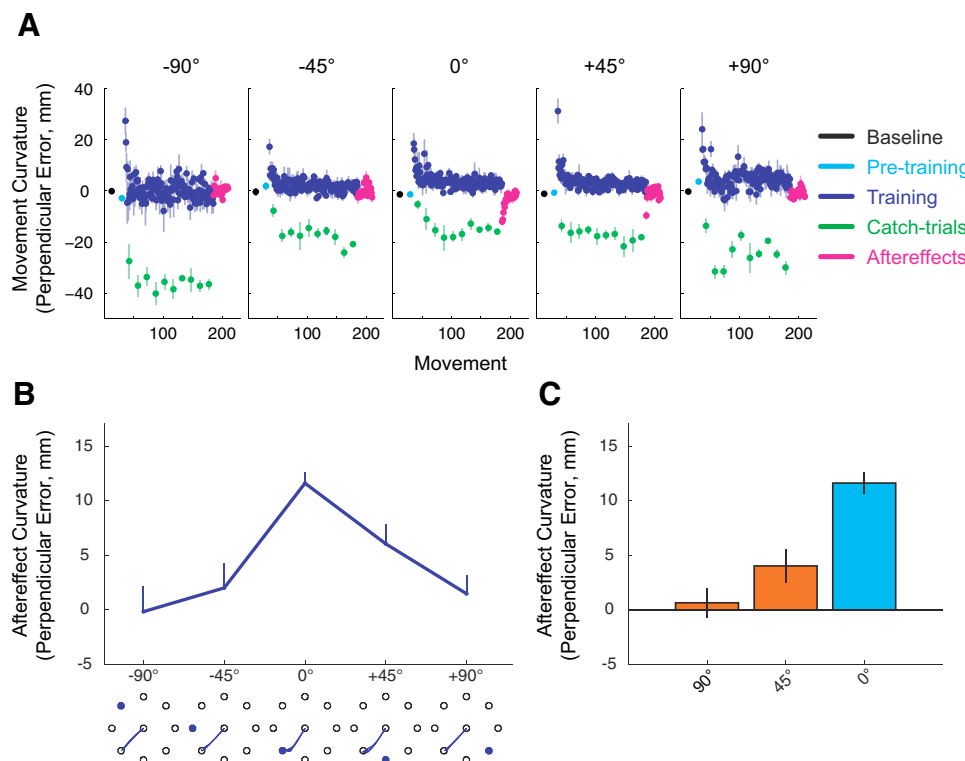 A
-90° -45° 0° +45° +90°
Movement Curvature
(Perpendicular Error, mm)
40
20
0
−20
−40
100 200 100 200 100 200 100 200 100 200
Movement
Baseline
Pre-training
Training
Catch-trials
Aftereffects
B
Aftereffect Curvature
(Perpendicular Error, mm)
15
10
5
0
-5
-90° -45° 0° +45° +90°
C
Aftereffect Curvature
(Perpendicular Error, mm)
15
10
5
0
-5
90° 45° 0°